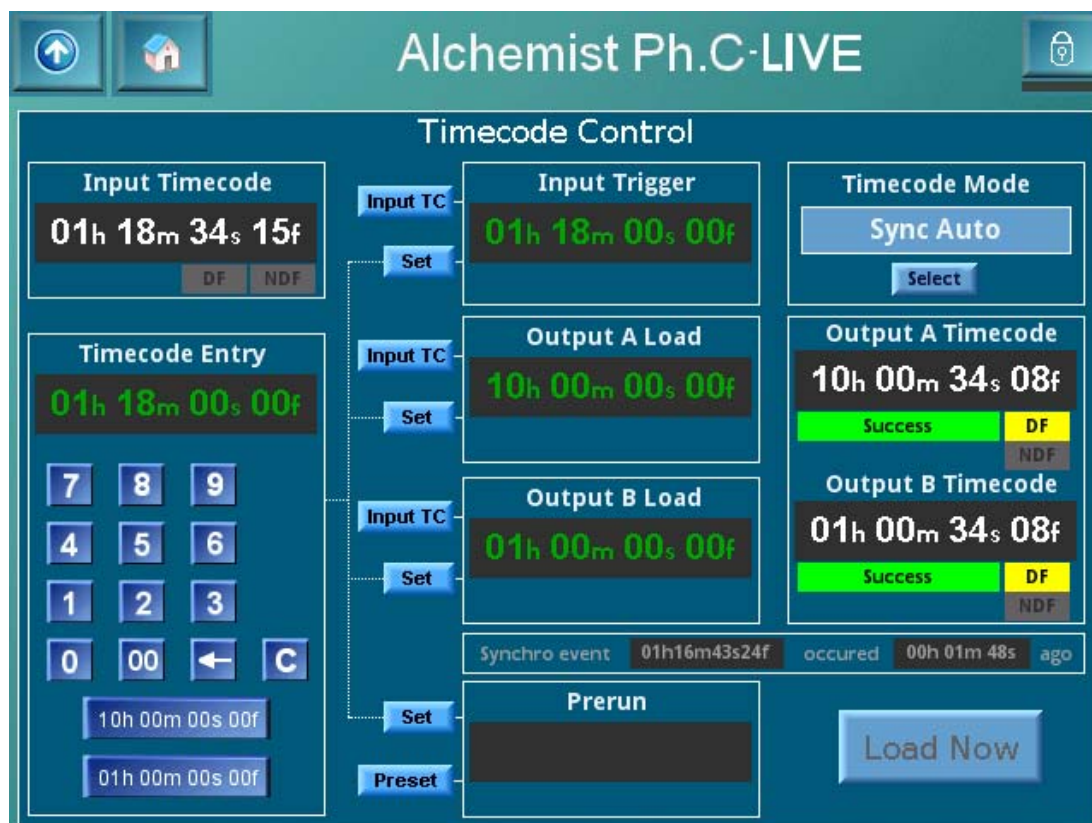 Alchemist Ph.C-LIVE
Timecode Control
Input Timecode
01h 18m 34s 15f
DF NDF
Timecode Entry
01h 18m 00s 00f
7 8 9
4 5 6
1 2 3
0 00 C
10h 00m 00s 00f
01h 00m 00s 00f
Input TC
Set
Input Trigger
01h 18m 00s 00f
Input TC
Set
Output A Load
10h 00m 00s 00f
Input TC
Set
Output B Load
01h 00m 00s 00f
Timecode Mode
Sync Auto
Select
Output A Timecode
10h 00m 34s 08f
Success DF
NDF
Output B Timecode
01h 00m 34s 08f
Success DF
NDF
Synchro event 01h16m43s24f occured 00h 01m 48s ago
Set
Preset
Prerun
Load Now